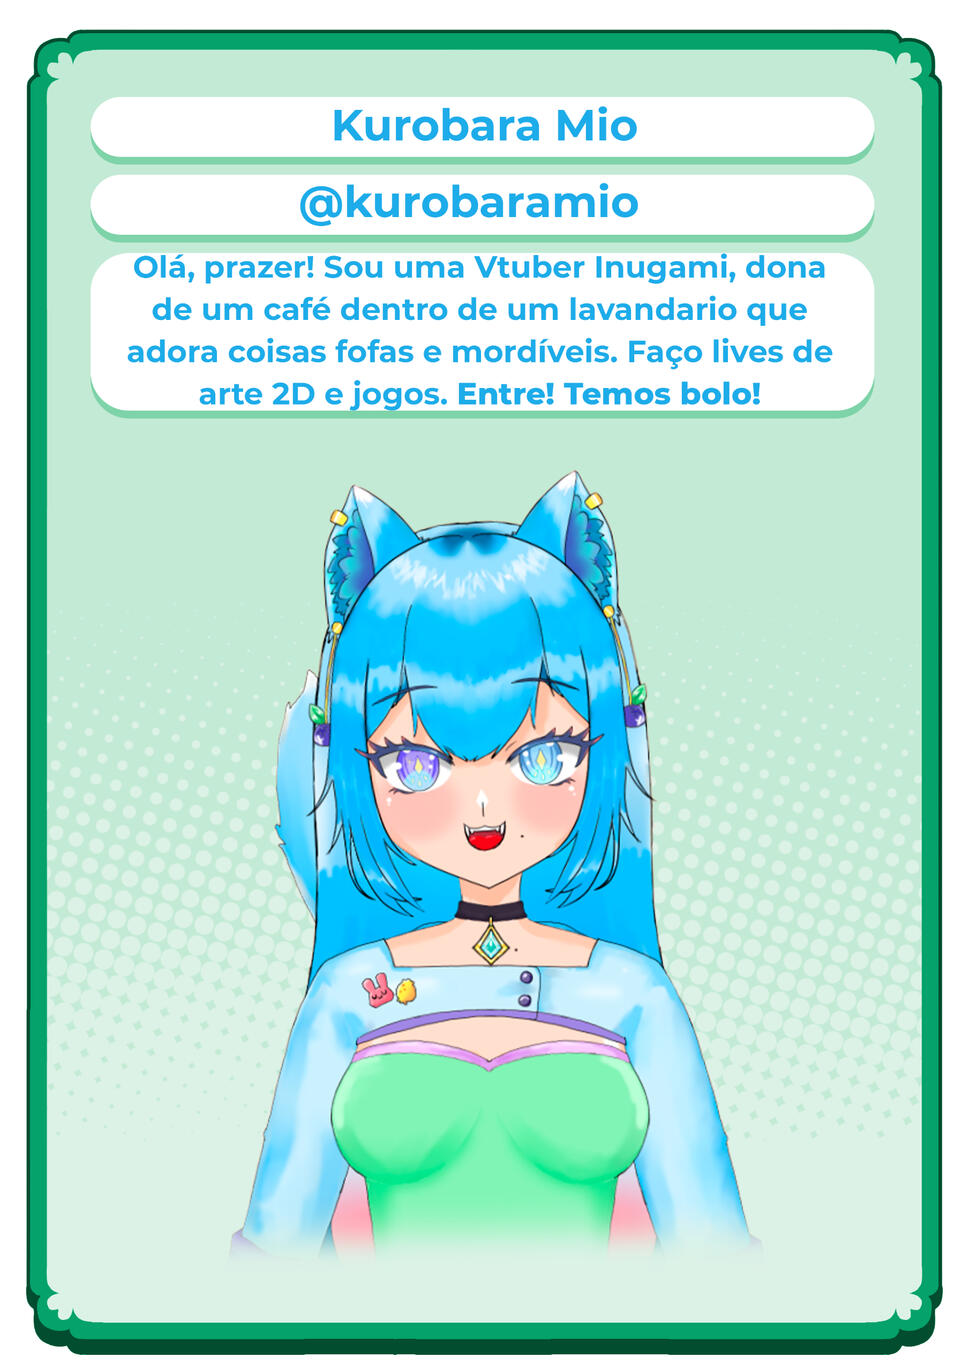 Kurobara Mio
@kurobaramio
Olá, prazer! Sou uma Vtuber Inugami, dona
de um café dentro de um lavandario que
adora coisas fofas e mordíveis. Faço lives de
arte 2D e jogos. Entre! Temos bolo!